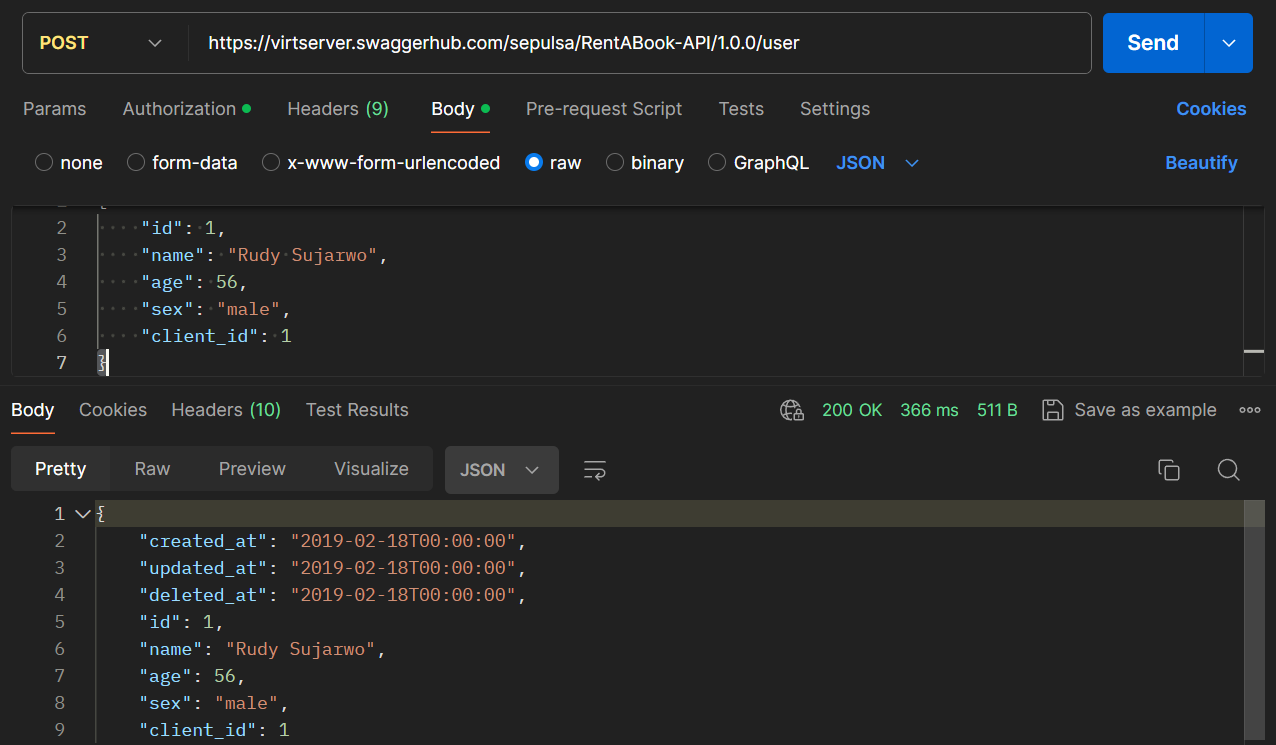 POST https://virtserver.swaggerhub.com/sepulsa/RentABook-API/1.0.0/user Send
Params Authorization Headers (9) Body Pre-request Script Tests Settings Cookies
none form-data x-www-form-urlencoded raw binary GraphQL JSON Beautify
2 "id": 1,
3 "name": "Rudy Sujarwo",
4 "age": 56,
5 "sex": "male",
6 "client_id": 1
7 }
Body Cookies Headers (10) Test Results 200 OK 366 ms 511 B Save as example
Pretty Raw Preview Visualize JSON
1 {
2 "created_at": "2019-02-18T00:00:00",
3 "updated_at": "2019-02-18T00:00:00",
4 "deleted_at": "2019-02-18T00:00:00",
5 "id": 1,
6 "name": "Rudy Sujarwo",
7 "age": 56,
8 "sex": "male",
9 "client_id": 1